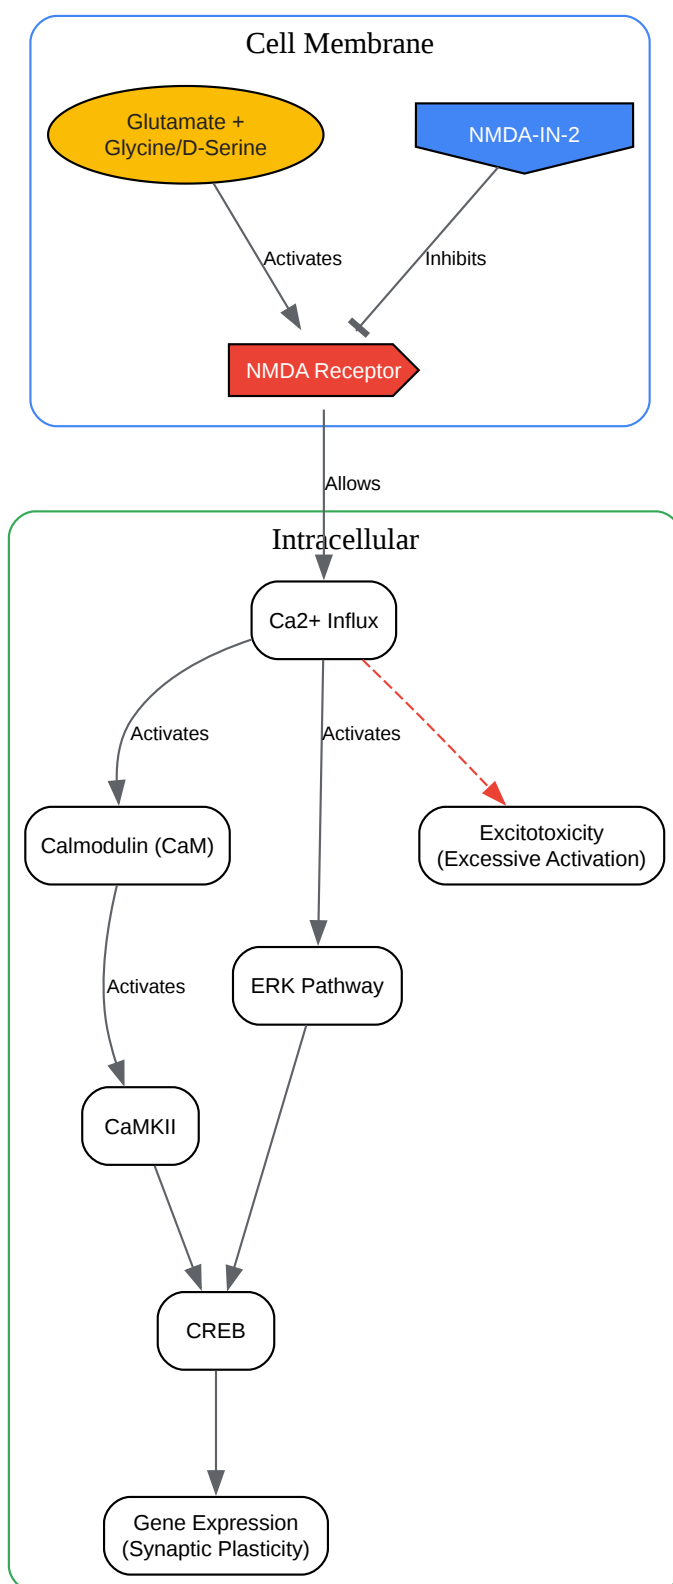 Cell Membrane
Glutamate +
Glycine/D-Serine
NMDA-IN-2
Activates
Inhibits
NMDA Receptor
Allows
Intracellular
Ca2+ Influx
Activates
Activates
Calmodulin (CaM)
Excitotoxicity
(Excessive Activation)
Activates
ERK Pathway
CaMKII
CREB
Gene Expression
(Synaptic Plasticity)